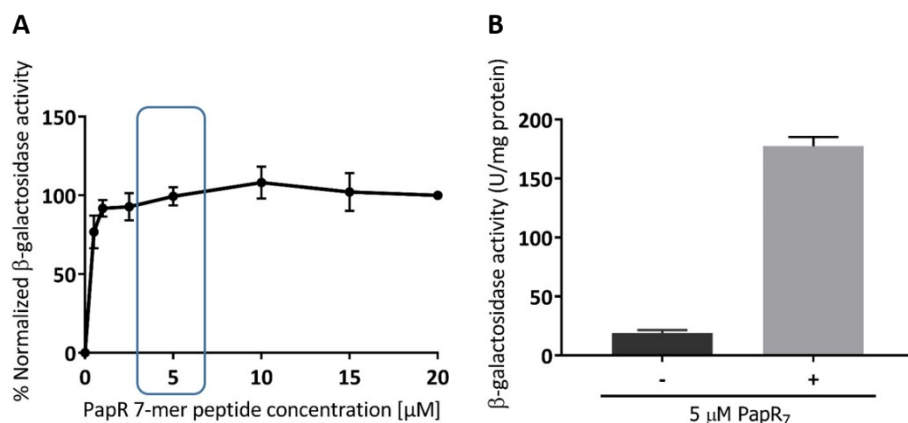 A
% Normalized β-galactosidase activity
150
100
50
0
0 5 10 15 20
PapR 7-mer peptide concentration [µM]
B
β-galactosidase activity (U/mg protein)
200
150
100
50
0
- +
5 µM PapR₇